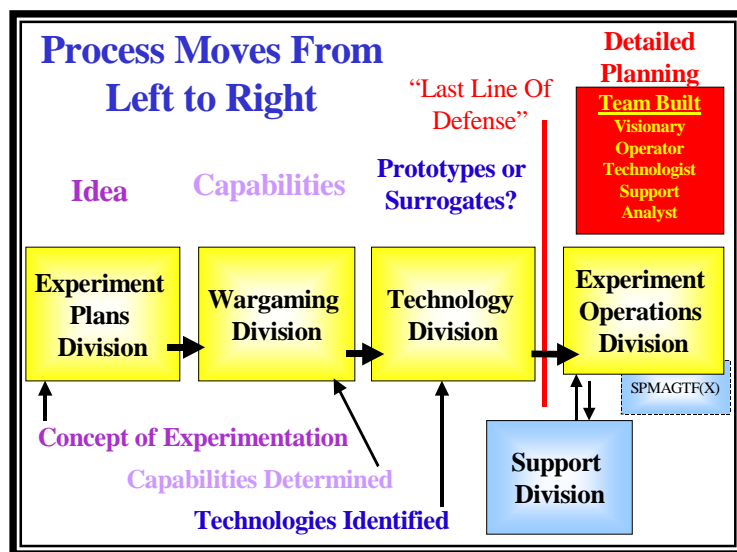 Process Moves From
Left to Right
“Last Line Of
Defense”
Detailed
Planning
Team Built
Visionary
Operator
Technologist
Support
Analyst
Idea
Capabilities
Prototypes or
Surrogates?
Experiment
Plans
Division
Wargaming
Division
Technology
Division
Experiment
Operations
Division
SPMAGTF(X)
Concept of Experimentation
Capabilities Determined
Technologies Identified
Support
Division